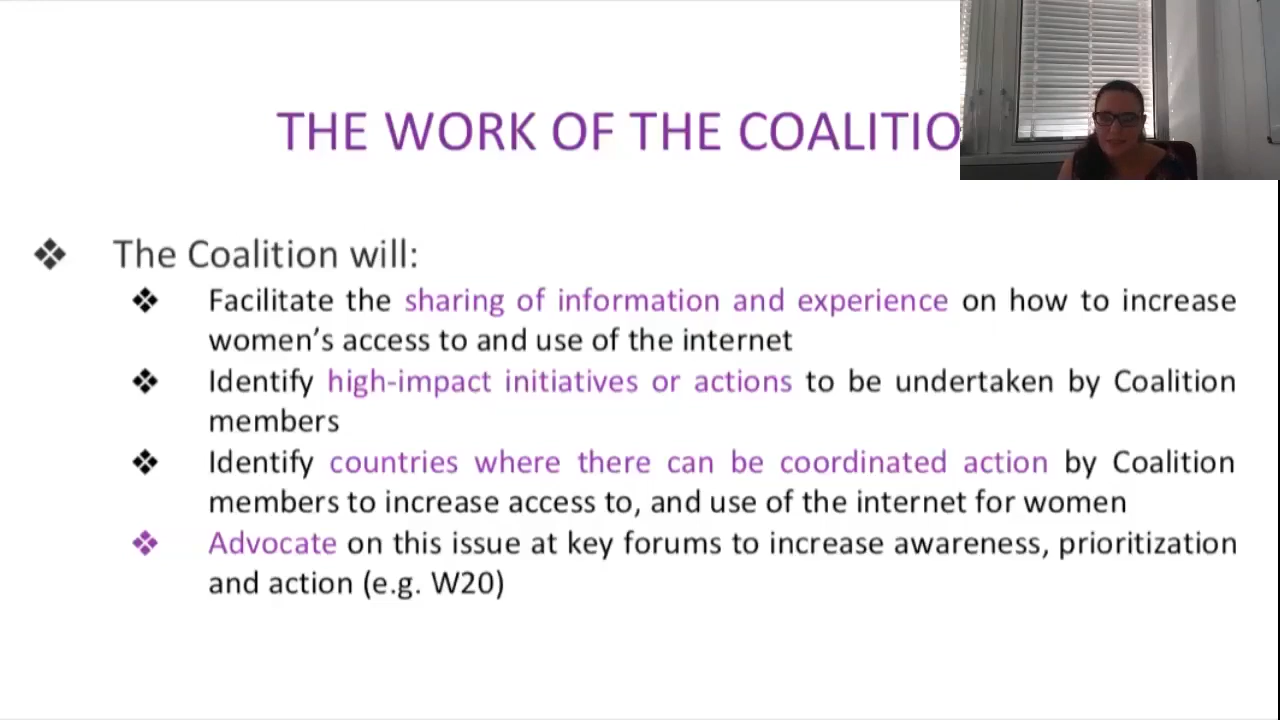 THE WORK OF THE COALITIO
❖ The Coalition will:
❖ Facilitate the sharing of information and experience on how to increase
women’s access to and use of the internet
❖ Identify high-impact initiatives or actions to be undertaken by Coalition
members
❖ Identify countries where there can be coordinated action by Coalition
members to increase access to, and use of the internet for women
❖ Advocate on this issue at key forums to increase awareness, prioritization
and action (e.g. W20)